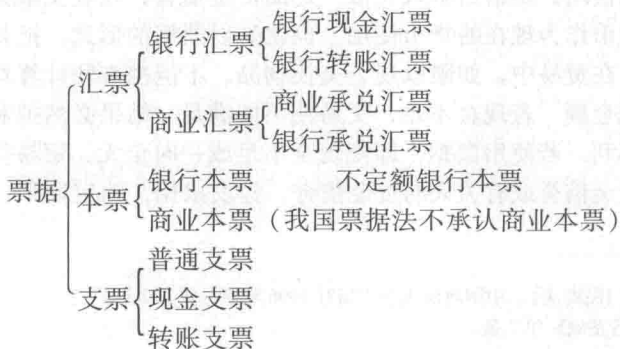 银行现金汇票
银行汇票
银行转账汇票
汇票
商业承兑汇票
商业汇票
银行承兑汇票
银行本票 不定额银行本票
票据 本票
商业本票（我国票据法不承认商业本票）
普通支票
支票 现金支票
转账支票